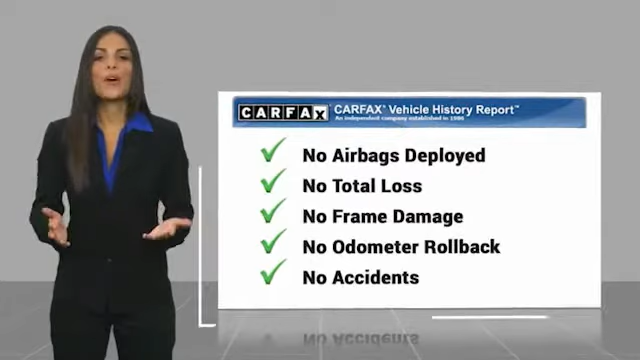 CARFAX CARFAX® Vehicle History Report™
An independent company established in 1986
No Airbags Deployed
No Total Loss
No Frame Damage
No Odometer Rollback
No Accidents